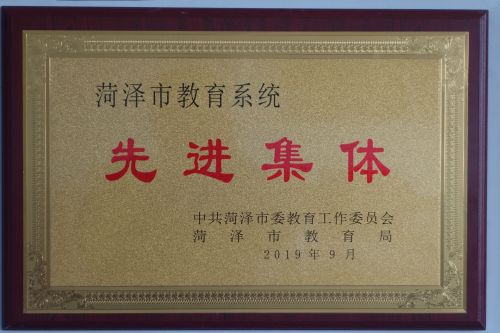 菏泽市教育系统
先进集体
中共菏泽市委教育工作委员会
菏泽市教育局
2019年9月